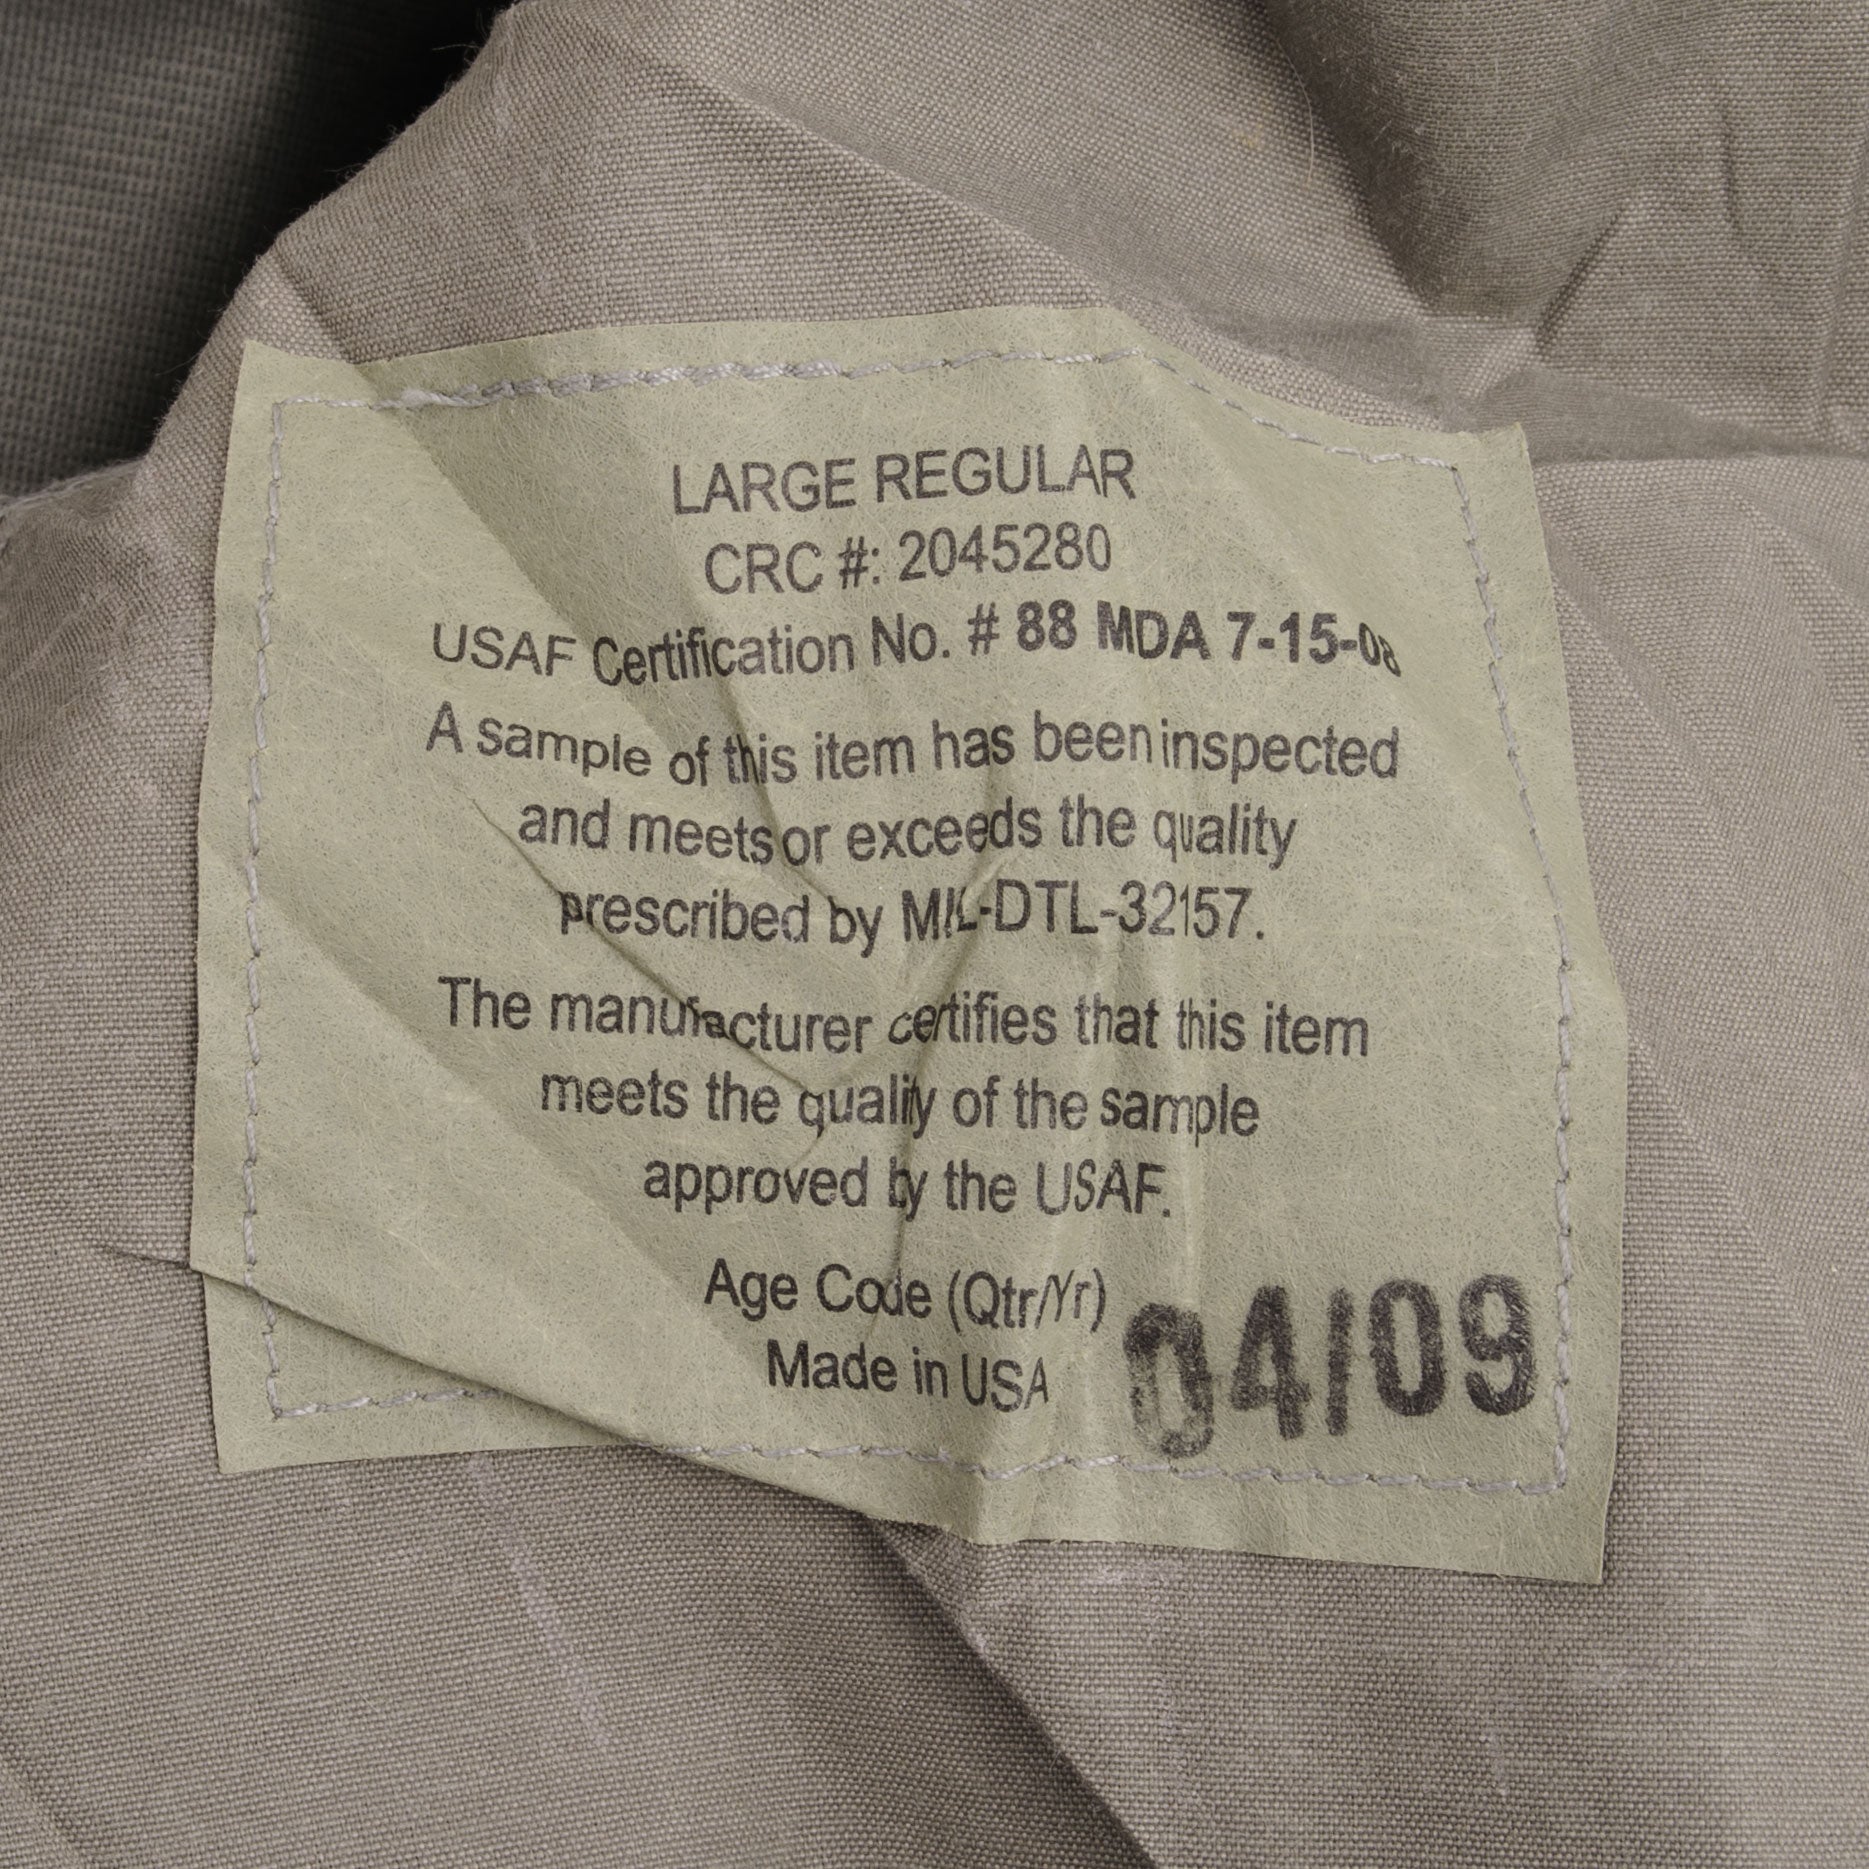 LARGE REGULAR
CRC #: 2045280
USAF Certification No. # 88 MDA 7-15-08
A sample of this item has been inspected
and meets or exceeds the quality
prescribed by MIL-DTL-32157.
The manufacturer certifies that this item
meets the quality of the sample
approved by the USAF.
Age Code (Qtr/Yr) 04/09
Made in USA